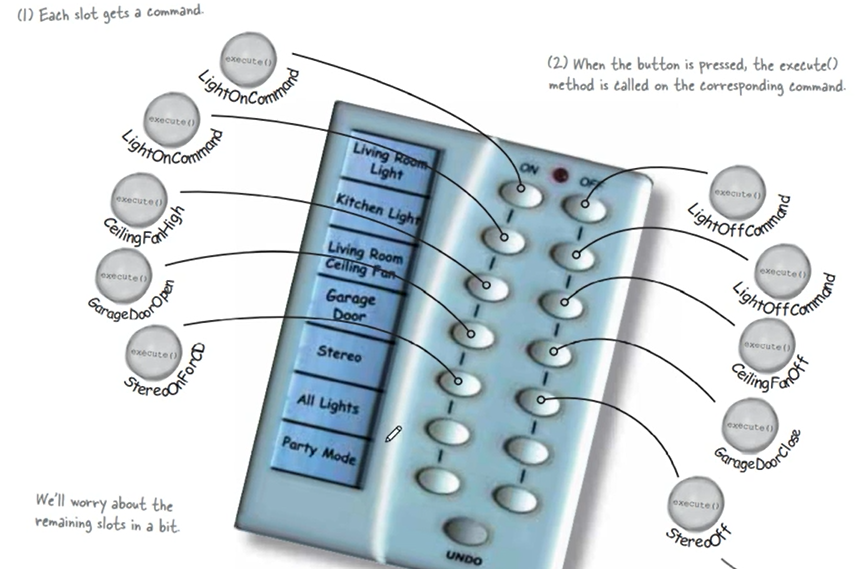 (1) Each slot gets a command.
(2) When the button is pressed, the execute()
method is called on the corresponding command.
execute()
LightOnCommand
execute()
LightOnCommand
execute()
CeilingFanHigh
execute()
GarageDoorOpen
execute()
StereoOnForCD
Living Room
Light
Kitchen Light
Living Room
Ceiling Fan
Garage
Door
Stereo
All Lights
Party Mode
ON
OFF
UNDO
execute()
LightOffCommand
execute()
LightOffCommand
execute()
CeilingFanOff
execute()
GarageDoorClose
execute()
StereoOff
We'll worry about the
remaining slots in a bit.